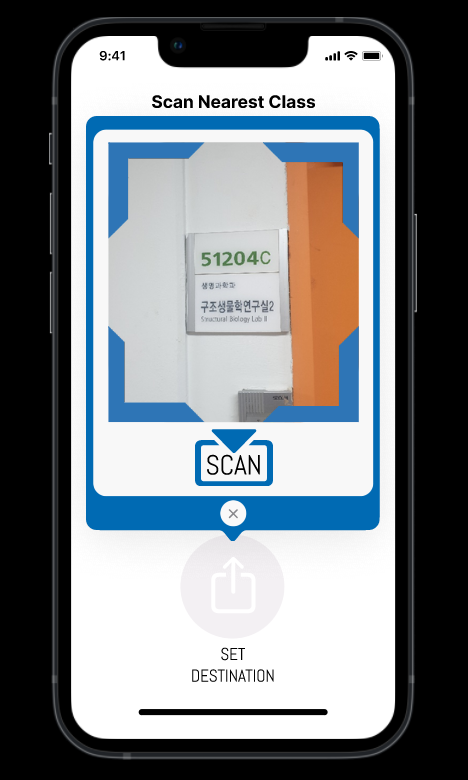 9:41
Scan Nearest Class
51204C
생명과학과
구조생물학연구실2
Structural Biology Lab II
SCAN
SET
DESTINATION